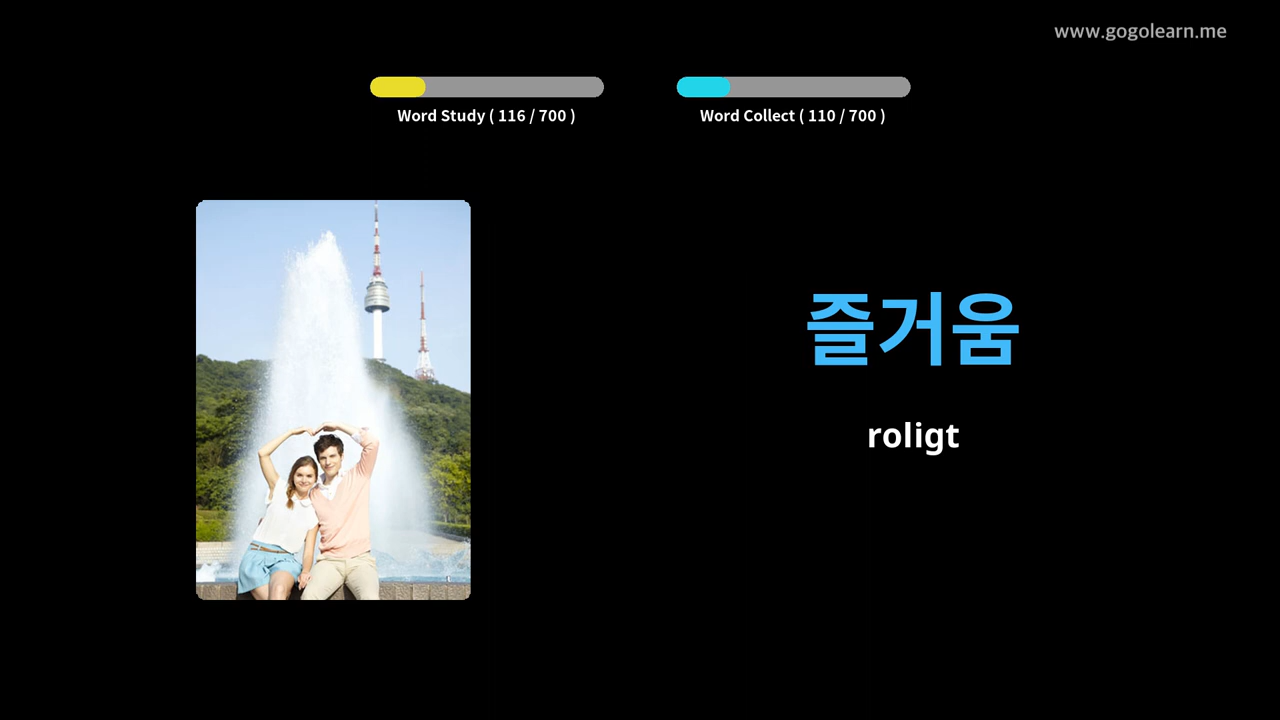 www.gogolearn.me
Word Study ( 116 / 700 )
Word Collect ( 110 / 700 )
즐거움
roligt